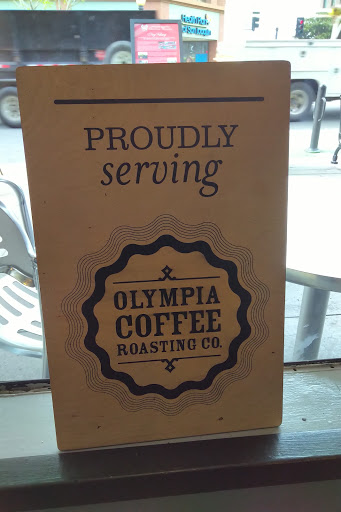 PROUDLY
serving
OLYMPIA
COFFEE
ROASTING CO.